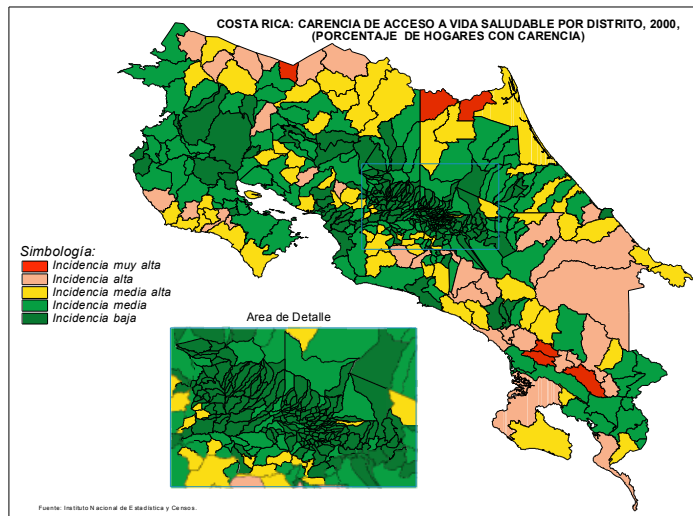 COSTA RICA: CARENCIA DE ACCESO A VIDA SALUDABLE POR DISTRITO, 2000,
(PORCENTAJE DE HOGARES CON CARENCIA)
Simbología:
Incidencia muy alta
Incidencia alta
Incidencia media alta
Incidencia media
Incidencia baja
Area de Detalle
Fuente: Instituto Nacional de Estadística y Censos.